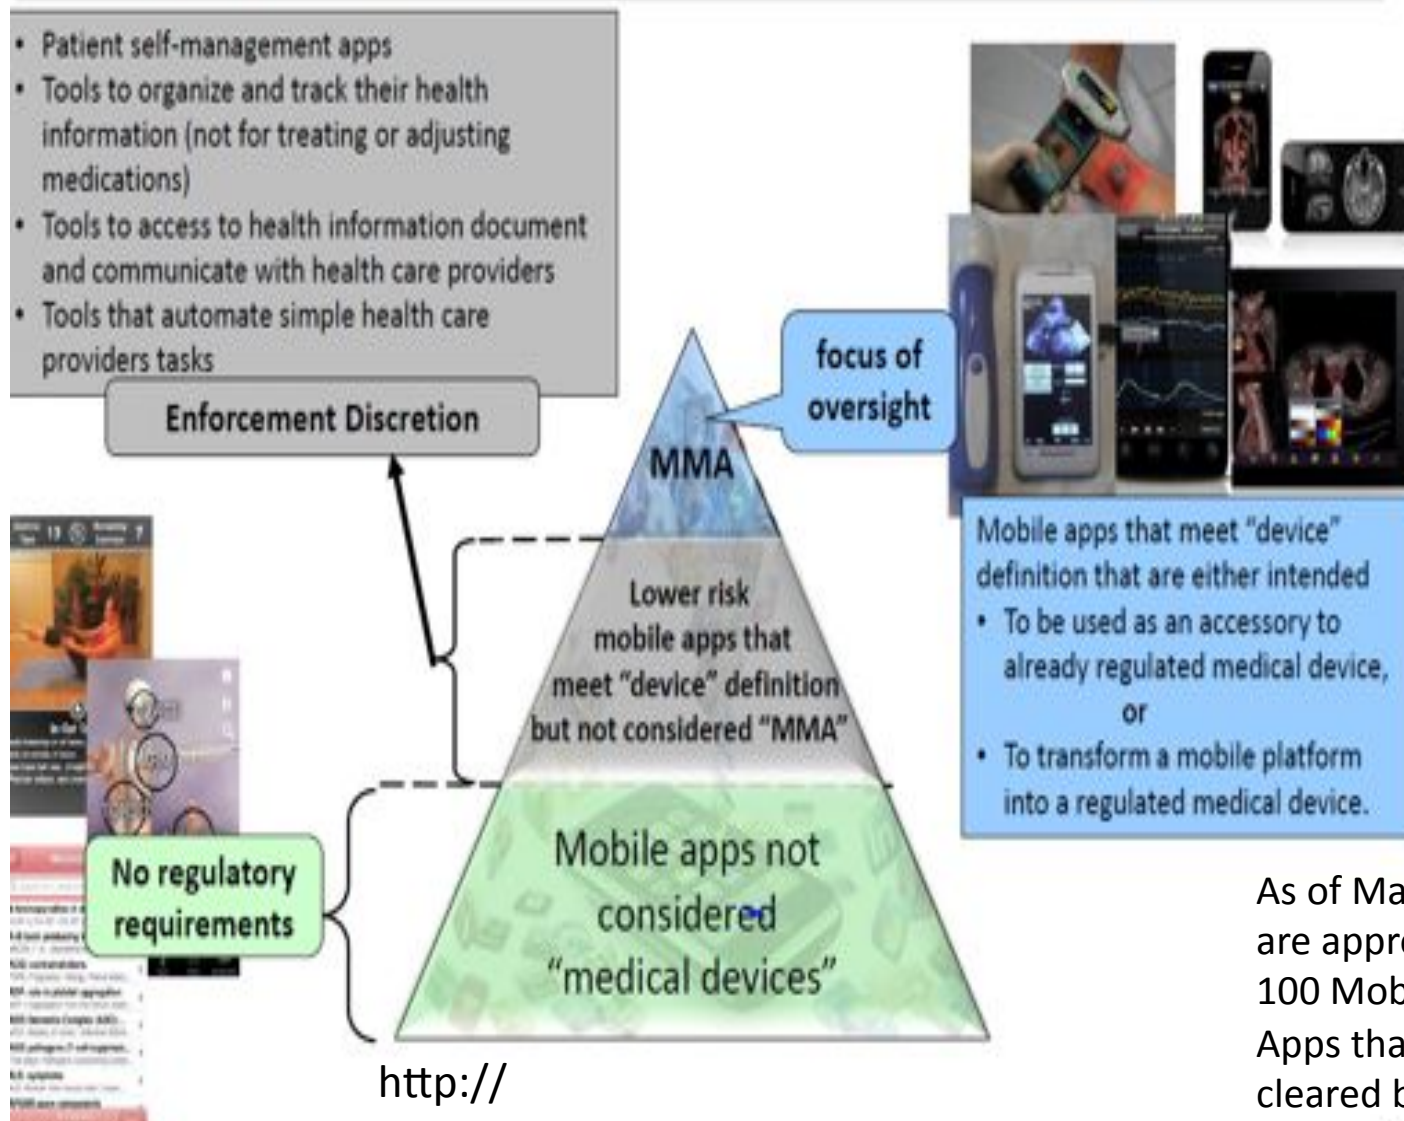 • Patient self-management apps
• Tools to organize and track their health
information (not for treating or adjusting
medications)
• Tools to access to health information document
and communicate with health care providers
• Tools that automate simple health care
providers tasks
Enforcement Discretion
focus of
oversight
MMA
Lower risk
mobile apps that
meet “device” definition
but not considered “MMA”
Mobile apps that meet “device”
definition that are either intended
• To be used as an accessory to
already regulated medical device,
or
• To transform a mobile platform
into a regulated medical device.
No regulatory
requirements
Mobile apps not
considered
“medical devices”
As of Ma
are appr
100 Mob
Apps tha
cleared b
http://